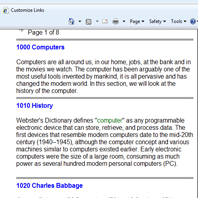 Customize Links
Page Safety Tools
Page 1 of 8
1000 Computers
Computers are all around us, in our home, jobs, at the bank and in
the movies we watch. The computer has been arguably one of the
most useful tools invented by mankind, it is all pervasive and has
changed the modern world. In this section, we will look at the
history of the computer.
1010 History
Webster's Dictionary defines "computer" as any programmable
electronic device that can store, retrieve, and process data. The
first devices that resemble modern computers date to the mid-20th
century (1940–1945), although the computer concept and various
machines similar to computers existed earlier. Early electronic
computers were the size of a large room, consuming as much
power as several hundred modern personal computers (PC).
1020 Charles Babbage